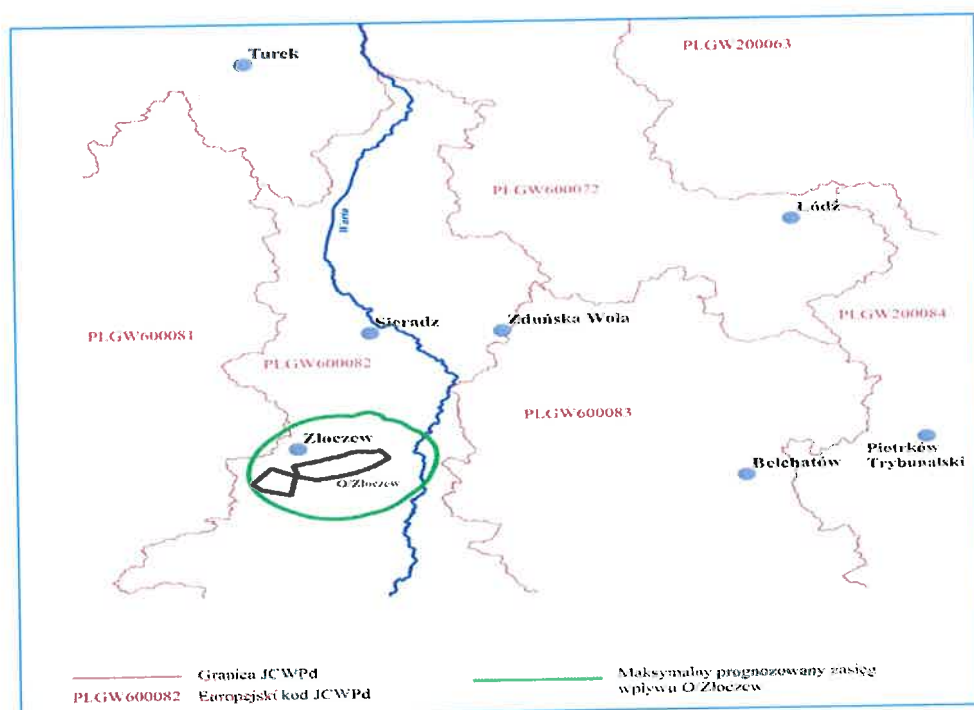 Turek
PLGW200063
PLGW600072
Łódź
Warta
Sieradz
Zduńska Wola
PLGW200084
PLGW600081
PLGW600082
PLGW600083
Złoczew
O/Złoczew
Bełchatów
Piotrków
Trybunalski
Granica JCWPd
PLGW600082 Europejski kod JCWPd
Maksymalny prognozowany zasięg
wpływu O/Złoczew